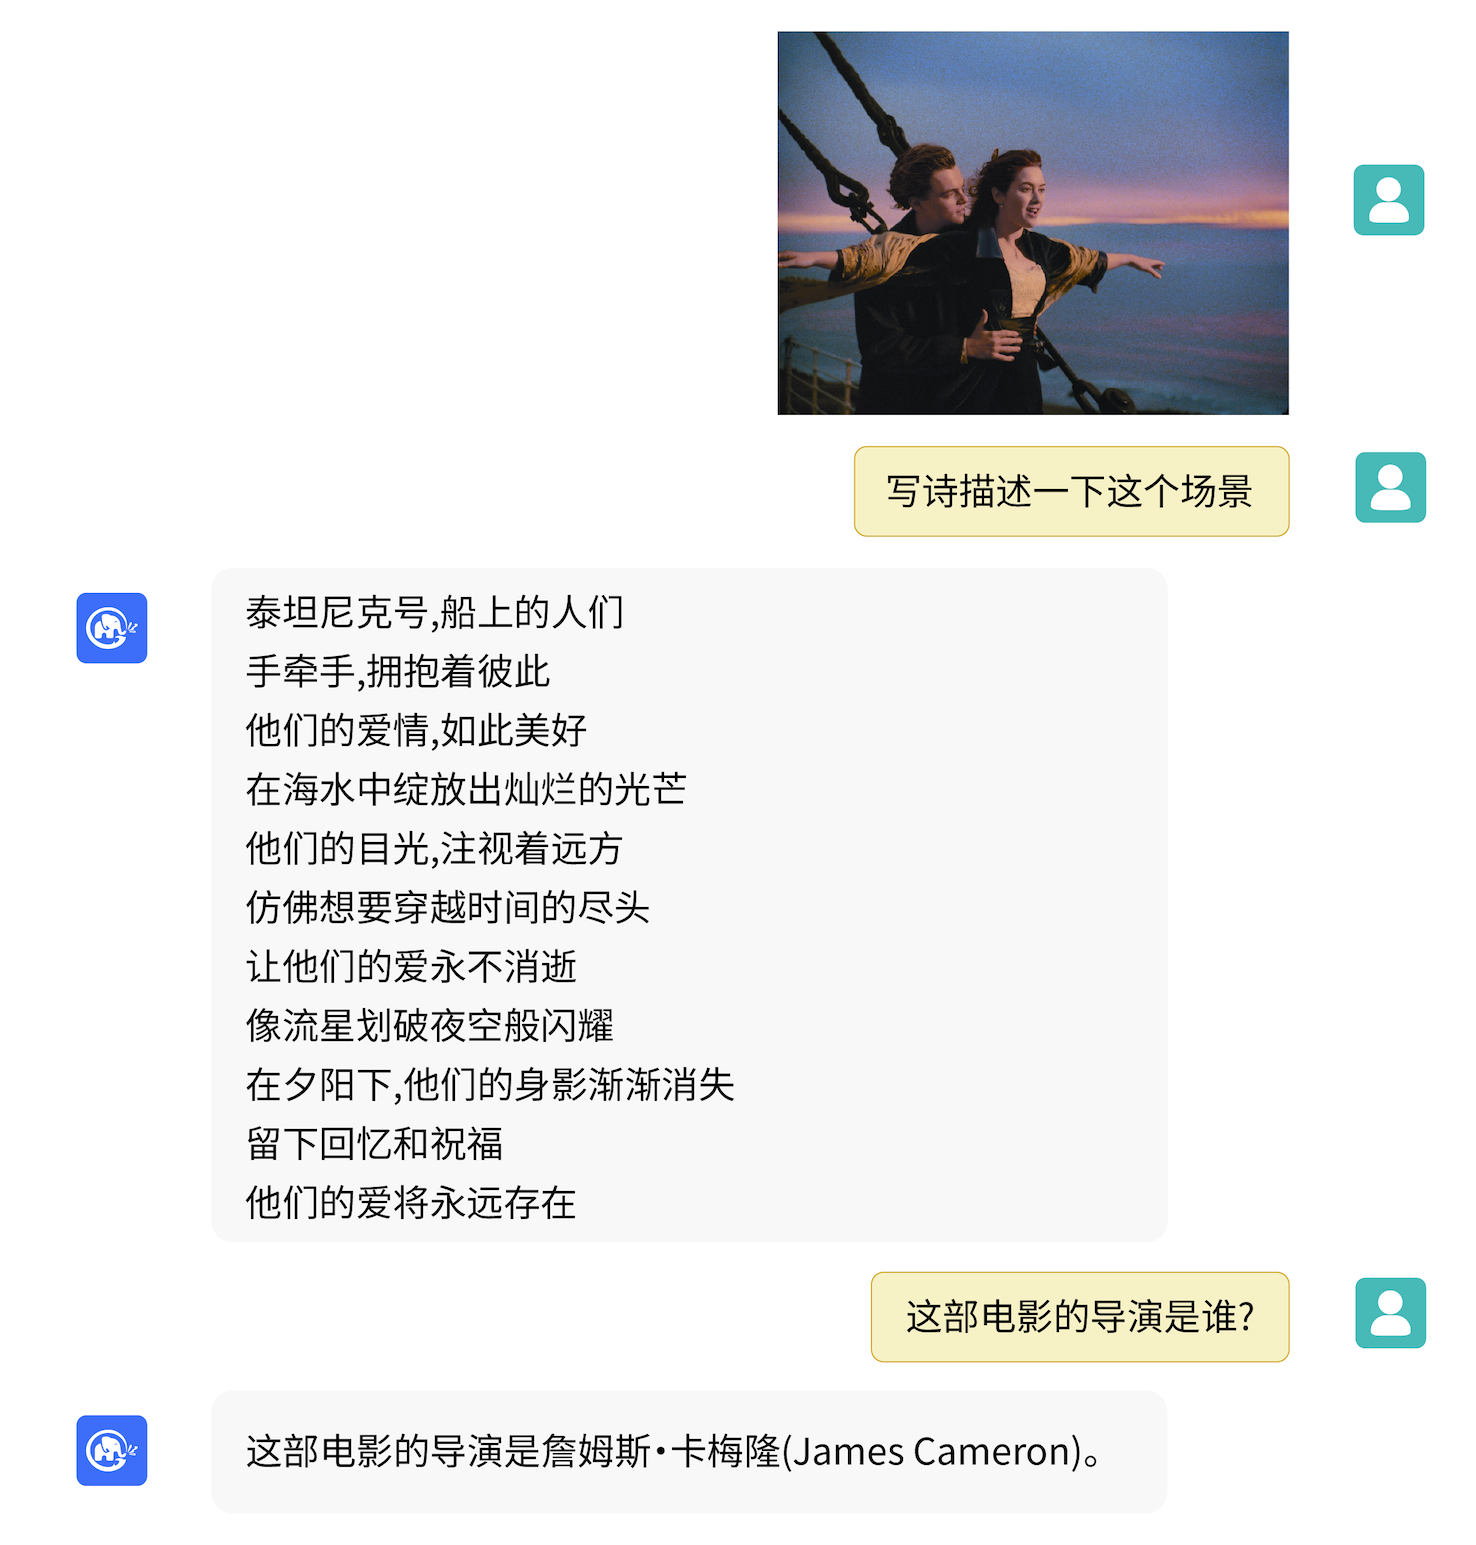 写诗描述一下这个场景
泰坦尼克号,船上的人们
手牵手,拥抱着彼此
他们的爱情,如此美好
在海水中绽放出灿烂的光芒
他们的目光,注视着远方
仿佛想要穿越时间的尽头
让他们的爱永不消逝
像流星划破夜空般闪耀
在夕阳下,他们的身影渐渐消失
留下回忆和祝福
他们的爱将永远存在
这部电影的导演是谁?
这部电影的导演是詹姆斯·卡梅隆(James Cameron)。